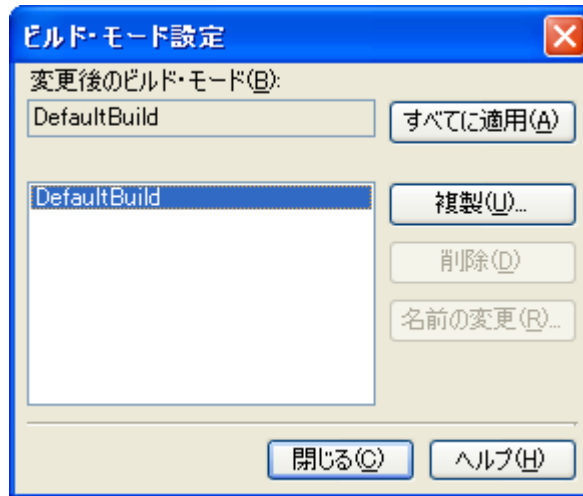 ビルド・モード設定
変更後のビルド・モード(B):
DefaultBuild
すべてに適用(A)
DefaultBuild
複製(U)...
削除(D)
名前の変更(R)...
閉じる(C)
ヘルプ(H)